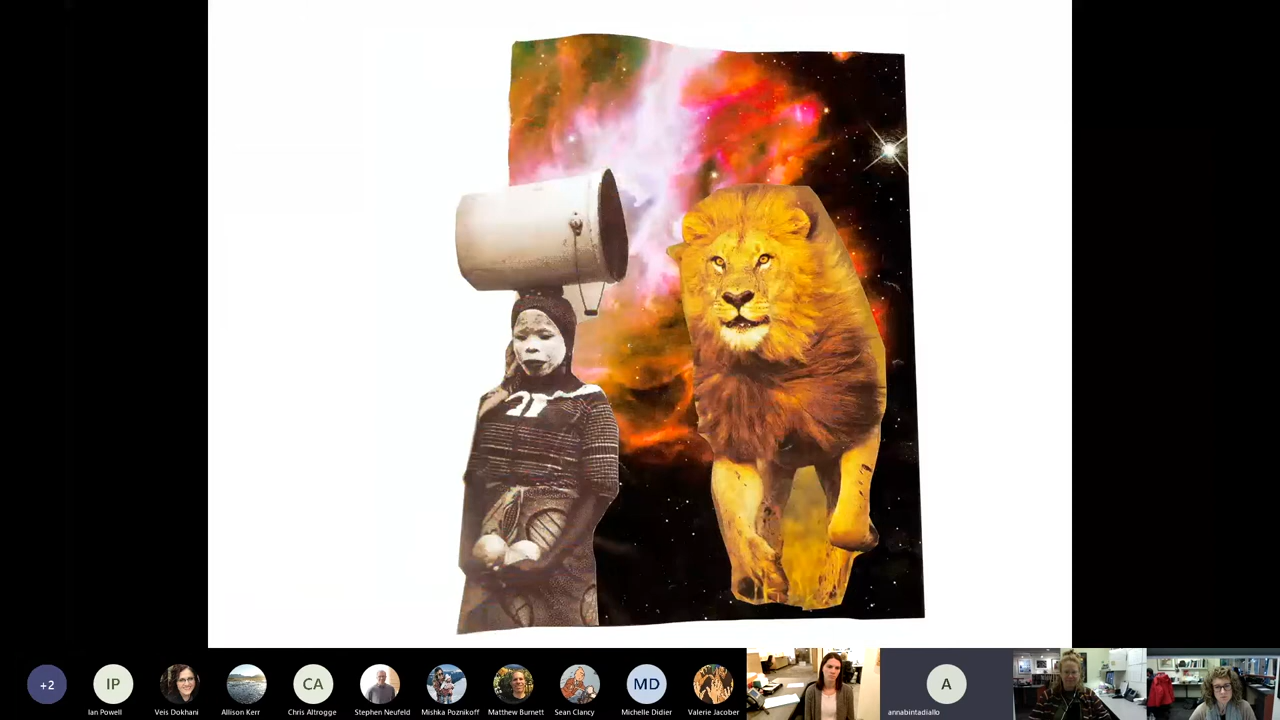 +2
IP
Ian Powell
Veis Dokhani
Allison Kerr
CA
Chris Altrogge
Stephen Neufeld
Mishka Poznikoff
Matthew Burnett
Sean Clancy
MD
Michelle Didier
Valerie Jacober
A
annabintadiallo